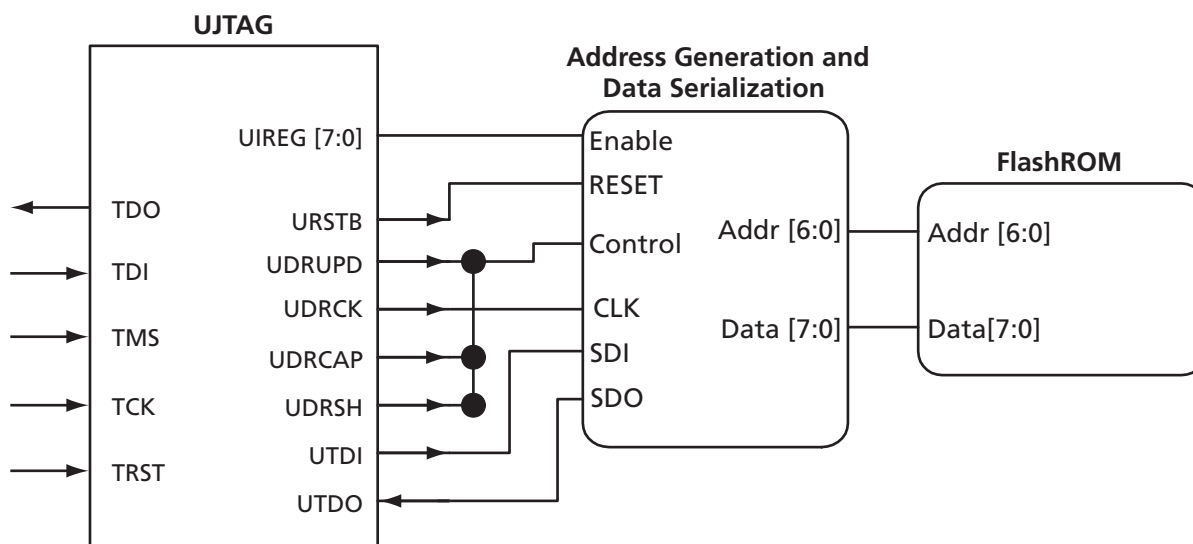 UJTAG
TDO
TDI
TMS
TCK
TRST
UIREG [7:0]
URSTB
UDRUPD
UDRCK
UDRCAP
UDRSH
UTDI
UTDO
Address Generation and
Data Serialization
Enable
RESET
Control
CLK
SDI
SDO
Addr [6:0]
Data [7:0]
FlashROM
Addr [6:0]
Data[7:0]